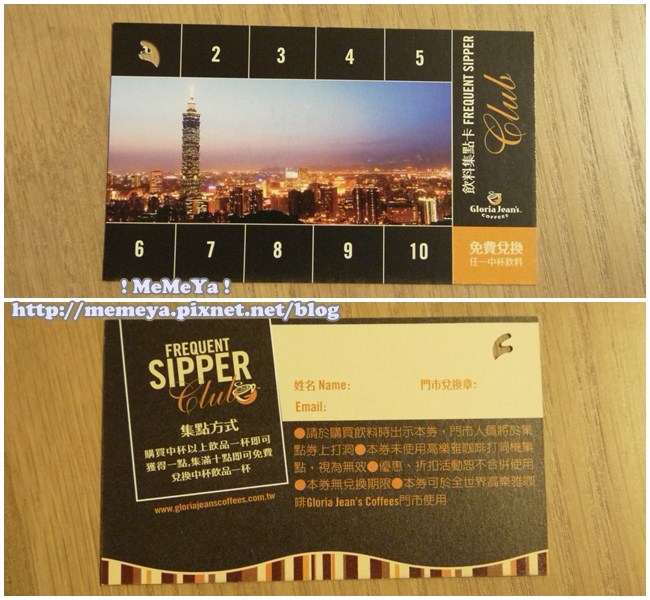 2 3 4 5
飲料集點卡 FREQUENT SIPPER
Club
Gloria Jean's
COFFEES
6 7 8 9 10
免費兌換
任一中杯飲料
! MeMeYa !
http://memeya.pixnet.net/blog
FREQUENT
SIPPER
Club
集點方式
購買中杯以上飲品一杯即可
獲得一點,集滿十點即可免費
兌換中杯飲品一杯
www.gloriajeanscoffees.com.tw
姓名 Name: 門市兌換章:
Email:
●請於購買飲料時出示本券，門市人員將於集
點券上打洞●本券未使用高樂雅咖啡打洞機集
點、視為無效●優惠、折扣活動恕不合併使用
●本券無兌換期限●本券可於全世界高樂雅咖
啡Gloria Jean's Coffees門市使用